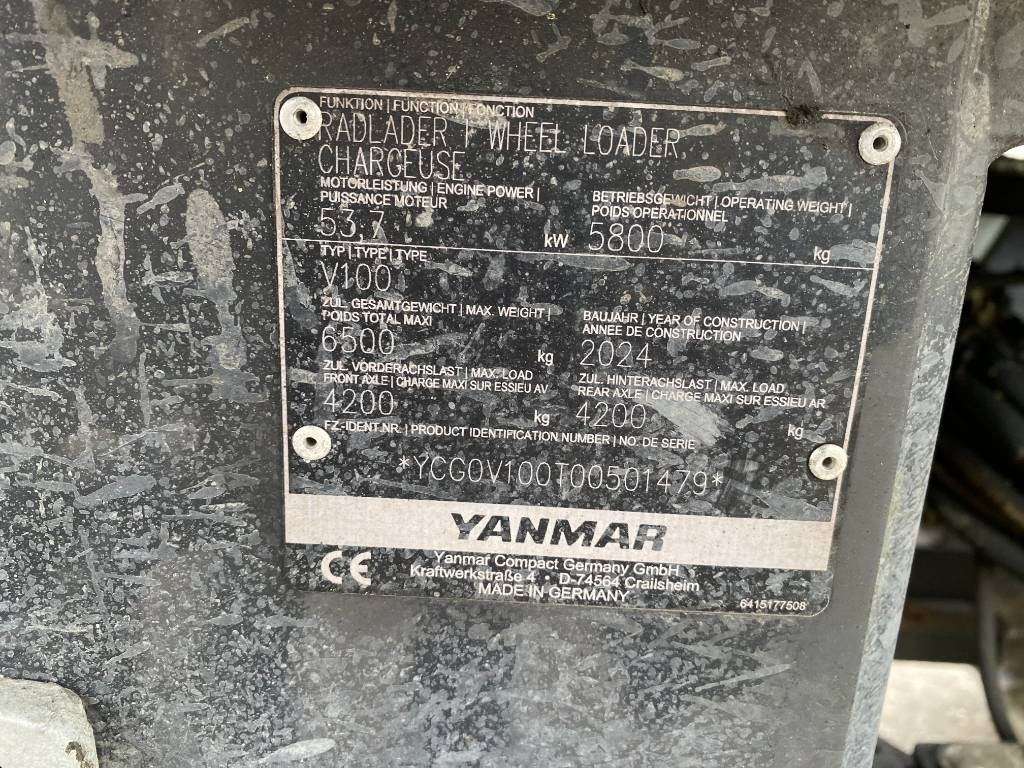 FUNKTION | FUNCTION | FONCTION
RADLADER | WHEEL LOADER
CHARGEUSE
MOTORLEISTUNG | ENGINE POWER |
PUISSANCE MOTEUR
53,7 kW
BETRIEBSGEWICHT | OPERATING WEIGHT |
POIDS OPERATIONNEL
5800 kg
TYP | TYPE | TYPE
V100
ZUL. GESAMTGEWICHT | MAX. WEIGHT |
POIDS TOTAL MAXI
6500 kg
BAUJAHR | YEAR OF CONSTRUCTION |
ANNEE DE CONSTRUCTION
2024
ZUL. VORDERACHSLAST | MAX. LOAD
FRONT AXLE | CHARGE MAXI SUR ESSIEU AV
4200 kg
ZUL. HINTERACHSLAST | MAX. LOAD
REAR AXLE | CHARGE MAXI SUR ESSIEU AR
4200 kg
FZ-IDENT.NR. | PRODUCT IDENTIFICATION NUMBER | NO. DE SERIE
*YCG0V100T00501479*
YANMAR
CE
Yanmar Compact Germany GmbH
Kraftwerkstraße 4 · D-74564 Crailsheim
MADE IN GERMANY
6415177508